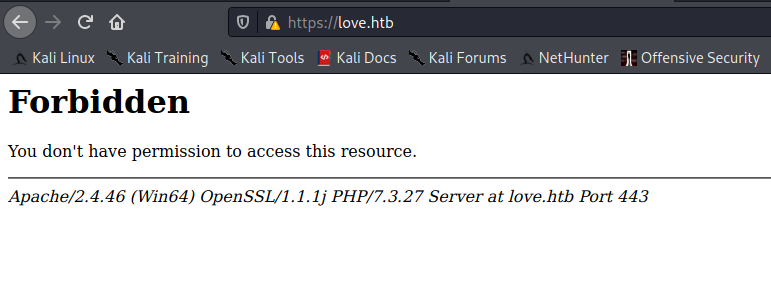 https://love.htb
Kali Linux Kali Training Kali Tools Kali Docs Kali Forums NetHunter Offensive Security
Forbidden
You don't have permission to access this resource.
Apache/2.4.46 (Win64) OpenSSL/1.1.1j PHP/7.3.27 Server at love.htb Port 443